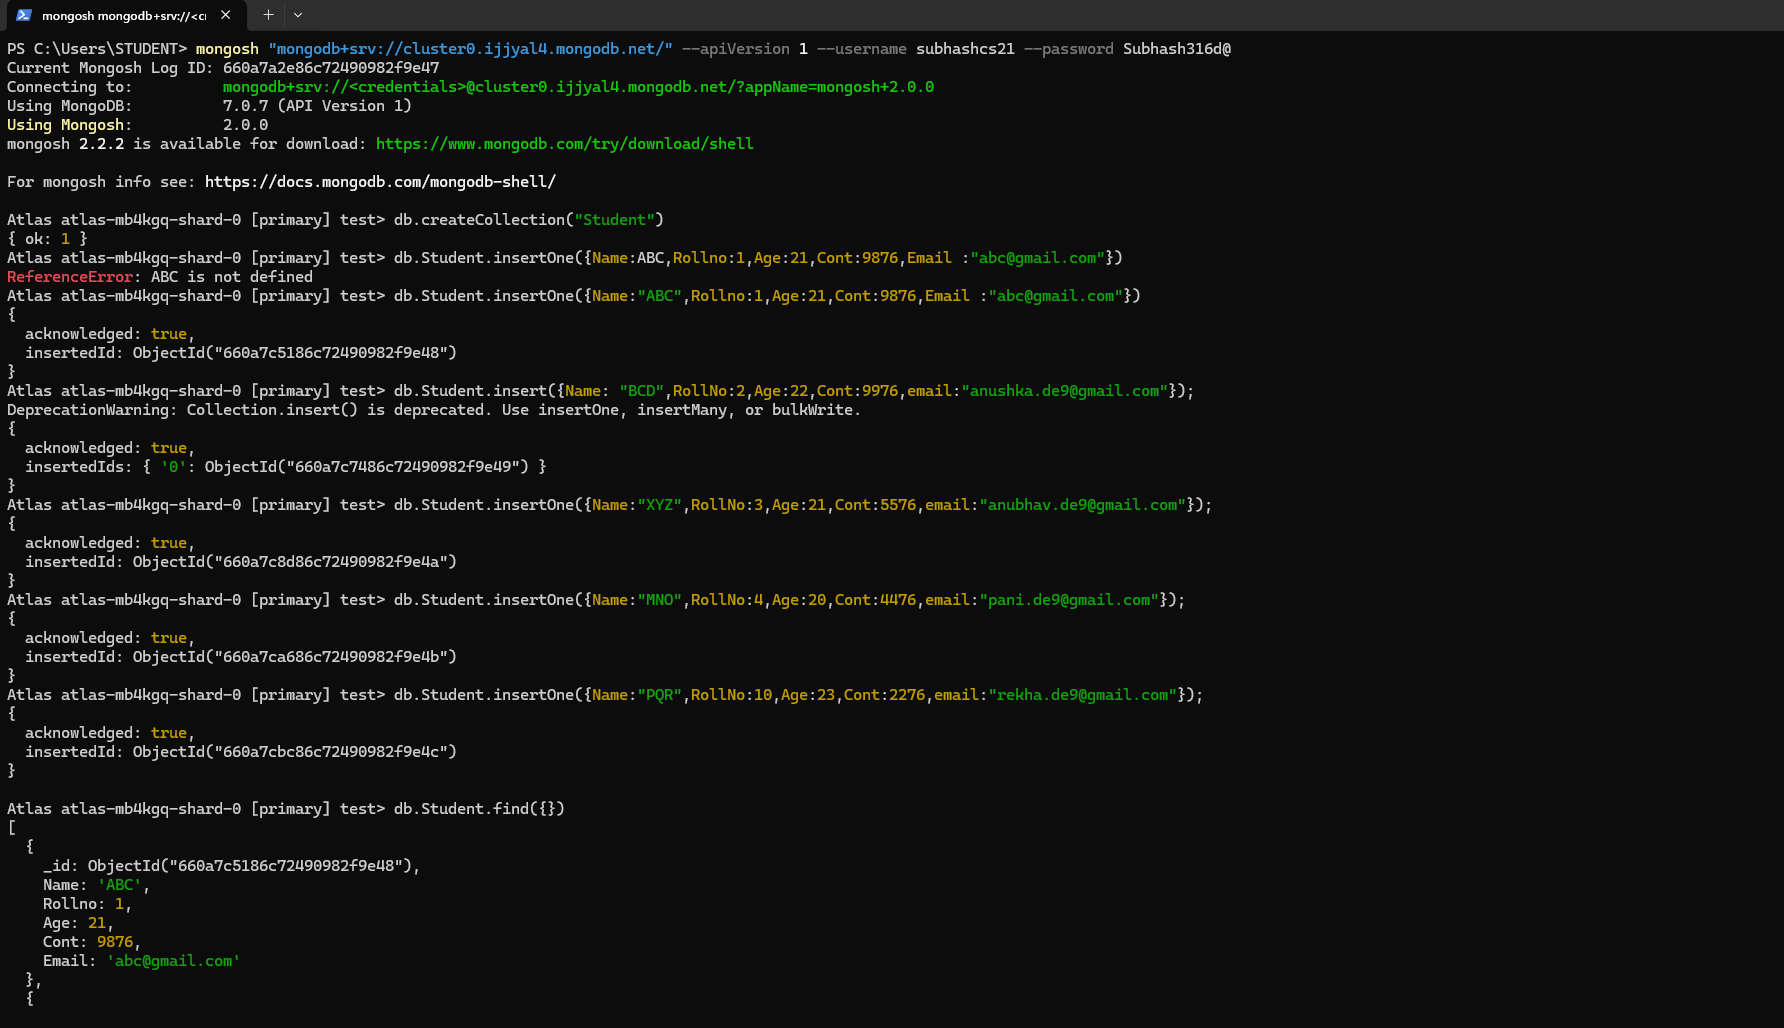 mongosh mongodb+srv://<cr
PS C:\Users\STUDENT> mongosh "mongodb+srv://cluster0.ijjyal4.mongodb.net/" --apiVersion 1 --username subhashcs21 --password Subhash316d@
Current Mongosh Log ID: 660a7a2e86c72490982f9e47
Connecting to:          mongodb+srv://<credentials>@cluster0.ijjyal4.mongodb.net/?appName=mongosh+2.0.0
Using MongoDB:          7.0.7 (API Version 1)
Using Mongosh:          2.0.0
mongosh 2.2.2 is available for download: https://www.mongodb.com/try/download/shell
For mongosh info see: https://docs.mongodb.com/mongodb-shell/
Atlas atlas-mb4kgq-shard-0 [primary] test> db.createCollection("Student")
{ ok: 1 }
Atlas atlas-mb4kgq-shard-0 [primary] test> db.Student.insertOne({Name:ABC,Rollno:1,Age:21,Cont:9876,Email :"abc@gmail.com"})
ReferenceError: ABC is not defined
Atlas atlas-mb4kgq-shard-0 [primary] test> db.Student.insertOne({Name:"ABC",Rollno:1,Age:21,Cont:9876,Email :"abc@gmail.com"})
{
  acknowledged: true,
  insertedId: ObjectId("660a7c5186c72490982f9e48")
}
Atlas atlas-mb4kgq-shard-0 [primary] test> db.Student.insert({Name: "BCD",RollNo:2,Age:22,Cont:9976,email:"anushka.de9@gmail.com"});
DeprecationWarning: Collection.insert() is deprecated. Use insertOne, insertMany, or bulkWrite.
{
  acknowledged: true,
  insertedIds: { '0': ObjectId("660a7c7486c72490982f9e49") }
}
Atlas atlas-mb4kgq-shard-0 [primary] test> db.Student.insertOne({Name:"XYZ",RollNo:3,Age:21,Cont:5576,email:"anubhav.de9@gmail.com"});
{
  acknowledged: true,
  insertedId: ObjectId("660a7c8d86c72490982f9e4a")
}
Atlas atlas-mb4kgq-shard-0 [primary] test> db.Student.insertOne({Name:"MNO",RollNo:4,Age:20,Cont:4476,email:"pani.de9@gmail.com"});
{
  acknowledged: true,
  insertedId: ObjectId("660a7ca686c72490982f9e4b")
}
Atlas atlas-mb4kgq-shard-0 [primary] test> db.Student.insertOne({Name:"PQR",RollNo:10,Age:23,Cont:2276,email:"rekha.de9@gmail.com"});
{
  acknowledged: true,
  insertedId: ObjectId("660a7cbc86c72490982f9e4c")
}
Atlas atlas-mb4kgq-shard-0 [primary] test> db.Student.find({})
[
  {
    _id: ObjectId("660a7c5186c72490982f9e48"),
    Name: 'ABC',
    Rollno: 1,
    Age: 21,
    Cont: 9876,
    Email: 'abc@gmail.com'
  },
  {